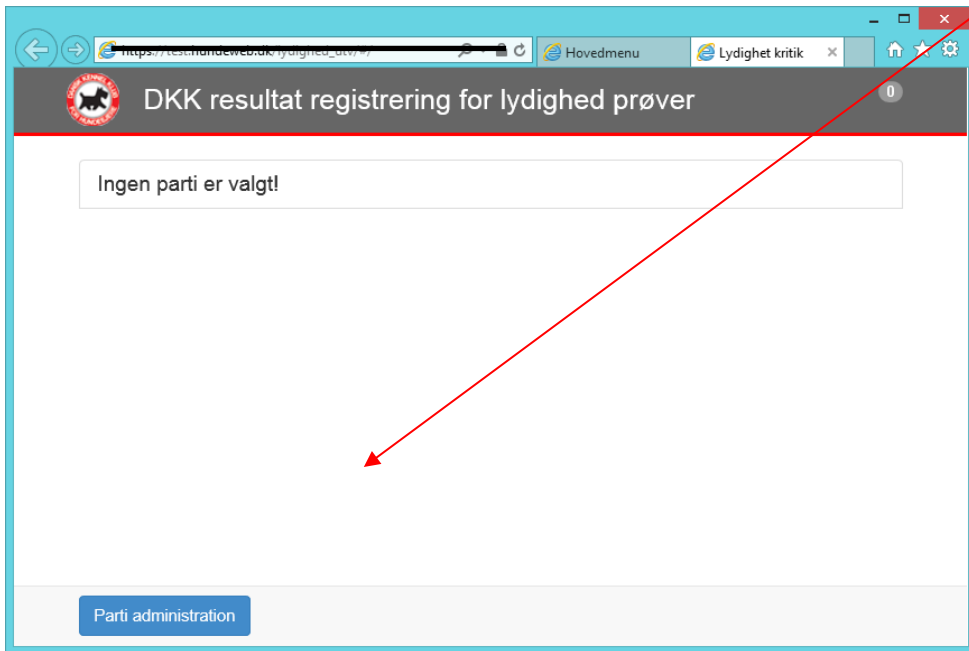 https://test.hundeweb.dk/lydighed_utv/#/
Hovedmenu
Lydighet kritik
DKK resultat registrering for lydighed prøver
0
Ingen parti er valgt!
Parti administration